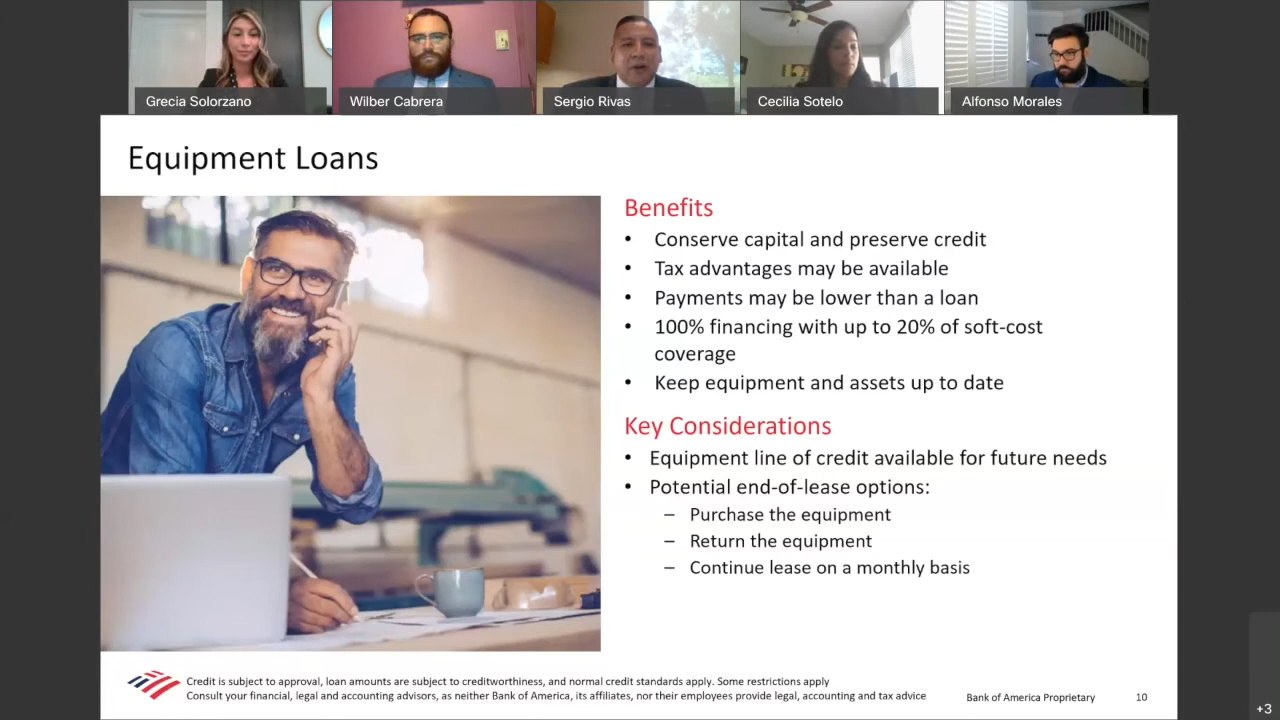 Grecia Solorzano
Wilber Cabrera
Sergio Rivas
Cecilia Sotelo
Alfonso Morales
Equipment Loans
Benefits
• Conserve capital and preserve credit
• Tax advantages may be available
• Payments may be lower than a loan
• 100% financing with up to 20% of soft-cost
coverage
• Keep equipment and assets up to date
Key Considerations
• Equipment line of credit available for future needs
• Potential end-of-lease options:
– Purchase the equipment
– Return the equipment
– Continue lease on a monthly basis
Credit is subject to approval, loan amounts are subject to creditworthiness, and normal credit standards apply. Some restrictions apply
Consult your financial, legal and accounting advisors, as neither Bank of America, its affiliates, nor their employees provide legal, accounting and tax advice
Bank of America Proprietary
10
+3